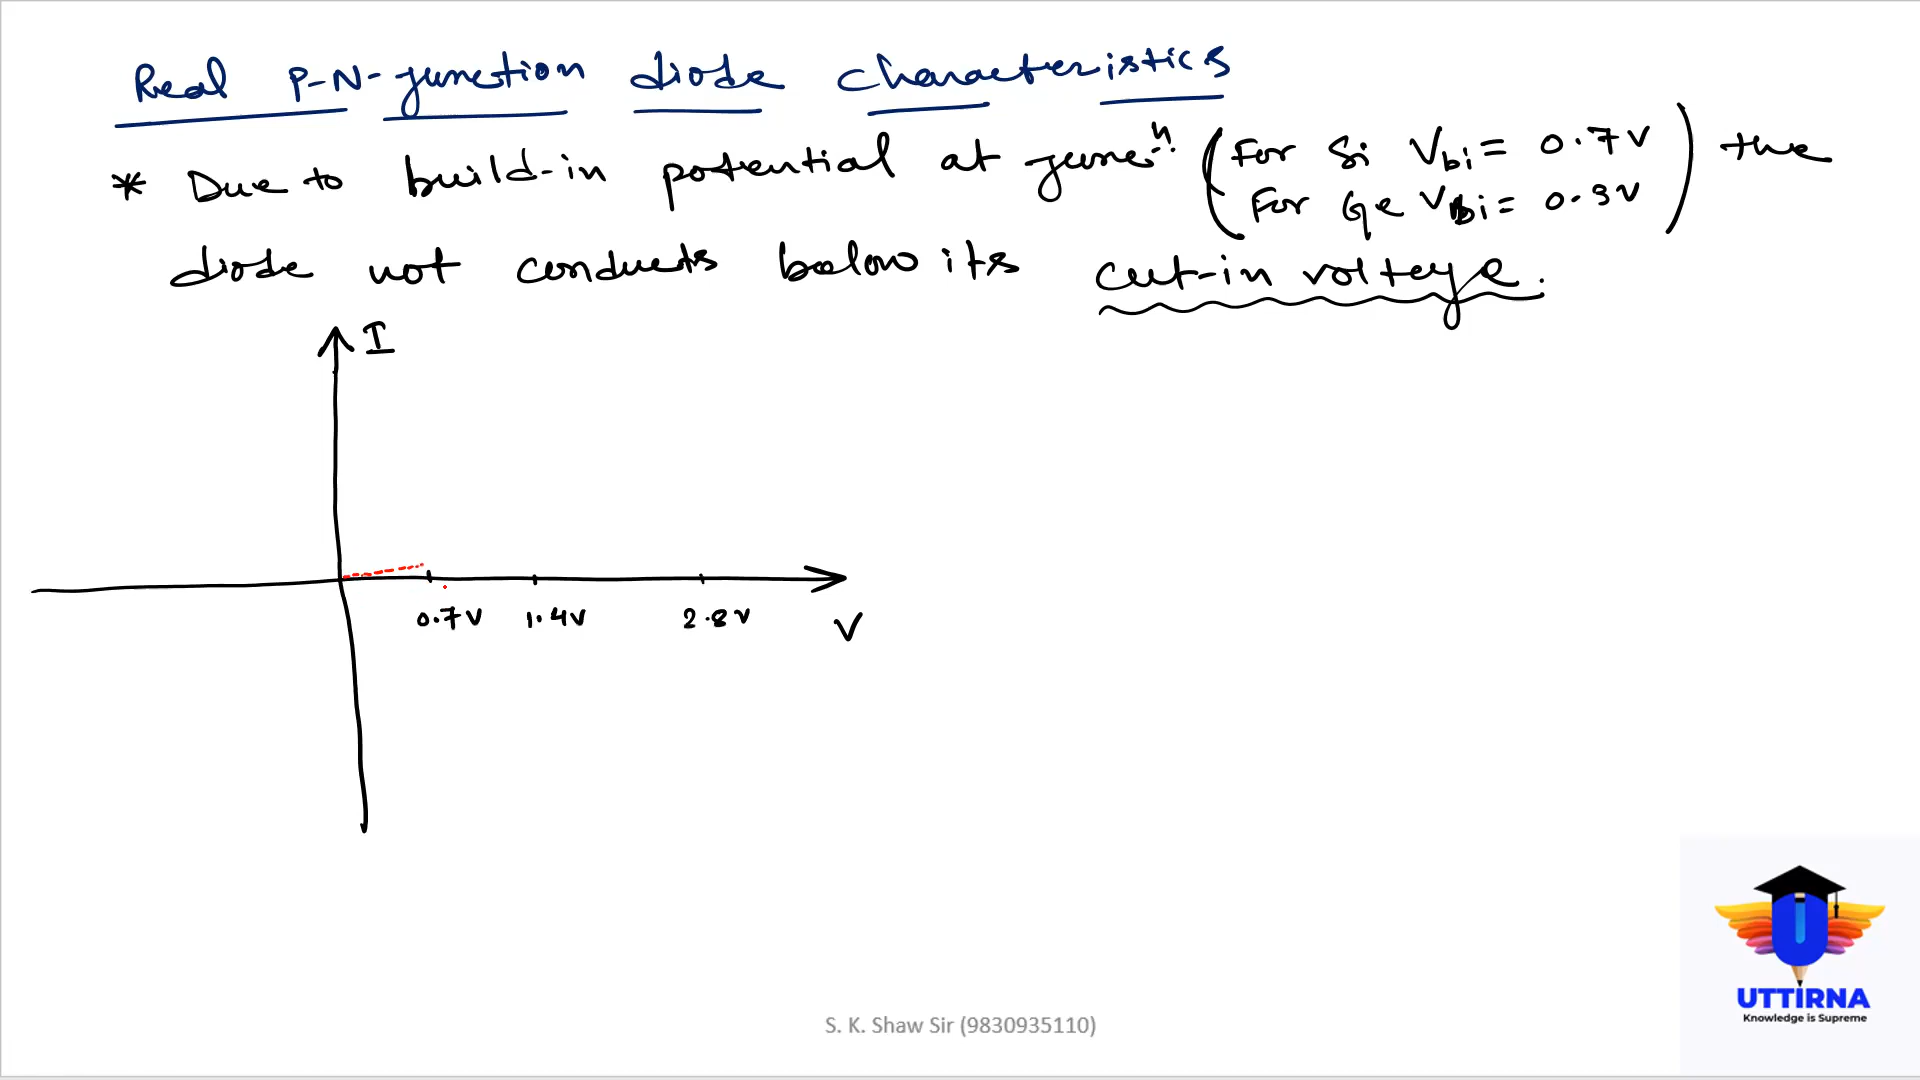 Real P-N-junction diode characteristics
* Due to build-in potential at junc^n. (For Si Vbi = 0.7V) the
For Ge Vbi = 0.3V
diode not conducts below its cut-in voltage.
I
0.7V 1.4V 2.8V V
UTTIRNA
Knowledge is Supreme
S. K. Shaw Sir (9830935110)